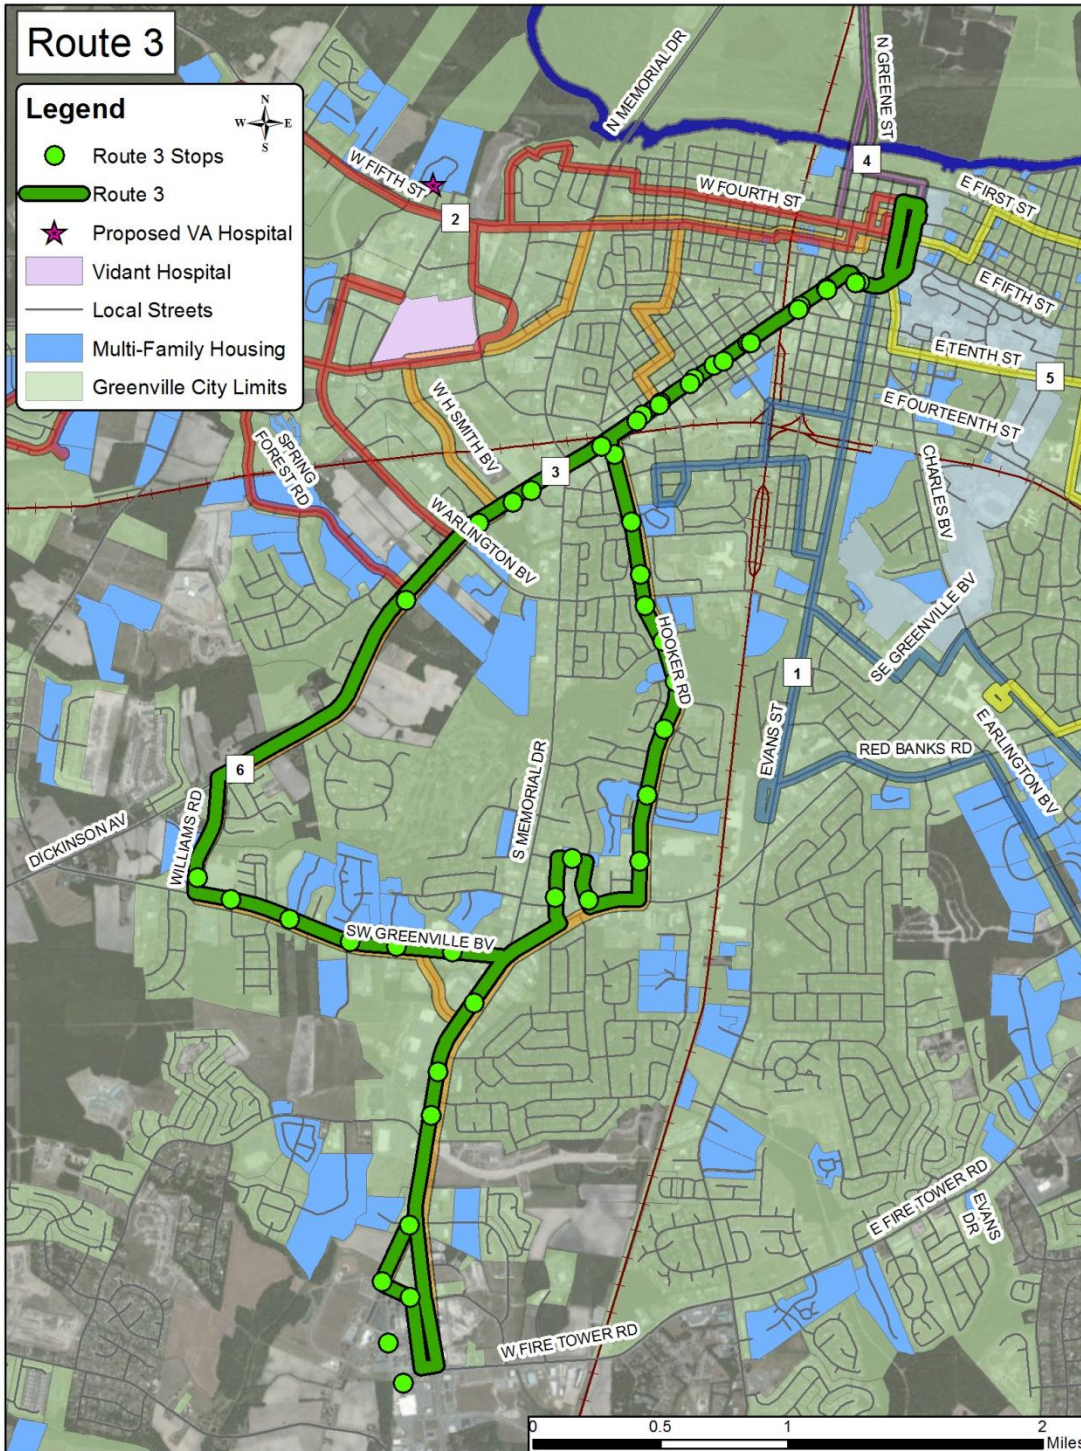 Route 3
Legend
N
W E
S
Route 3 Stops
Route 3
Proposed VA Hospital
Vidant Hospital
Local Streets
Multi-Family Housing
Greenville City Limits
N MEMORIAL DR
N GREENE ST
4
W FIFTH ST
2
W FOURTH ST
E FIRST ST
E FIFTH ST
E TENTH ST
5
E FOURTEENTH ST
W H SMITH BV
SPRING
FOREST RD
3
CHARLES BV
W ARLINGTON BV
HOOKER RD
SE GREENVILLE BV
1
EVANS ST
E ARLINGTON BV
RED BANKS RD
6
S MEMORIAL DR
DICKINSON AV
WILLIAMS RD
SW GREENVILLE BV
E FIRE TOWER RD
EVANS
DR
W FIRE TOWER RD
0 0.5 1 2
Miles